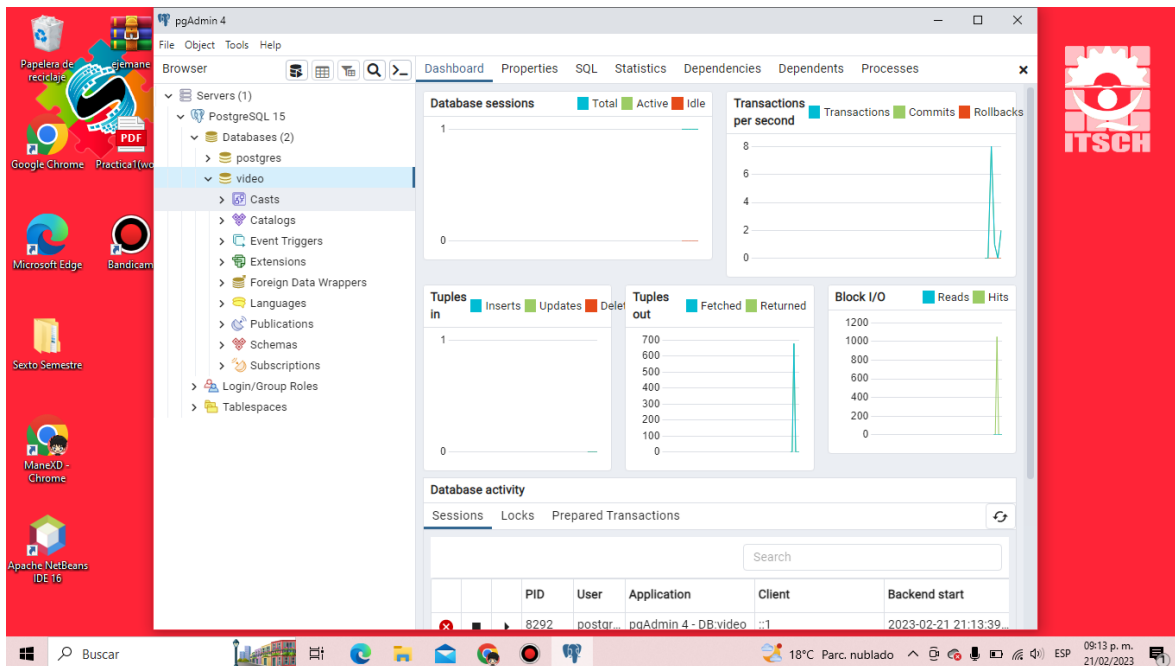 Papelera de
reciclaje
ejemane
Google Chrome
PDF
Practica1(wo
Microsoft Edge
Bandicam
Sexto Semestre
ManeXD -
Chrome
Apache NetBeans
IDE 16
pgAdmin 4
File Object Tools Help
Browser
Servers (1)
PostgreSQL 15
Databases (2)
postgres
video
Casts
Catalogs
Event Triggers
Extensions
Foreign Data Wrappers
Languages
Publications
Schemas
Subscriptions
Login/Group Roles
Tablespaces
Dashboard Properties SQL Statistics Dependencies Dependents Processes
Database sessions
Total Active Idle
1
0
Transactions
per second
Transactions Commits Rollbacks
8
6
4
2
0
Tuples
in
Inserts Updates Delet
1
0
Tuples
out
Fetched Returned
700
600
500
400
300
200
100
0
Block I/O
Reads Hits
1200
1000
800
600
400
200
0
Database activity
Sessions Locks Prepared Transactions
Search
PID User Application Client Backend start
8292 postgr... pgAdmin 4 - DB:video ::1 2023-02-21 21:13:39...
ITSCH
Buscar
18°C Parc. nublado
ESP
09:13 p. m.
21/02/2023